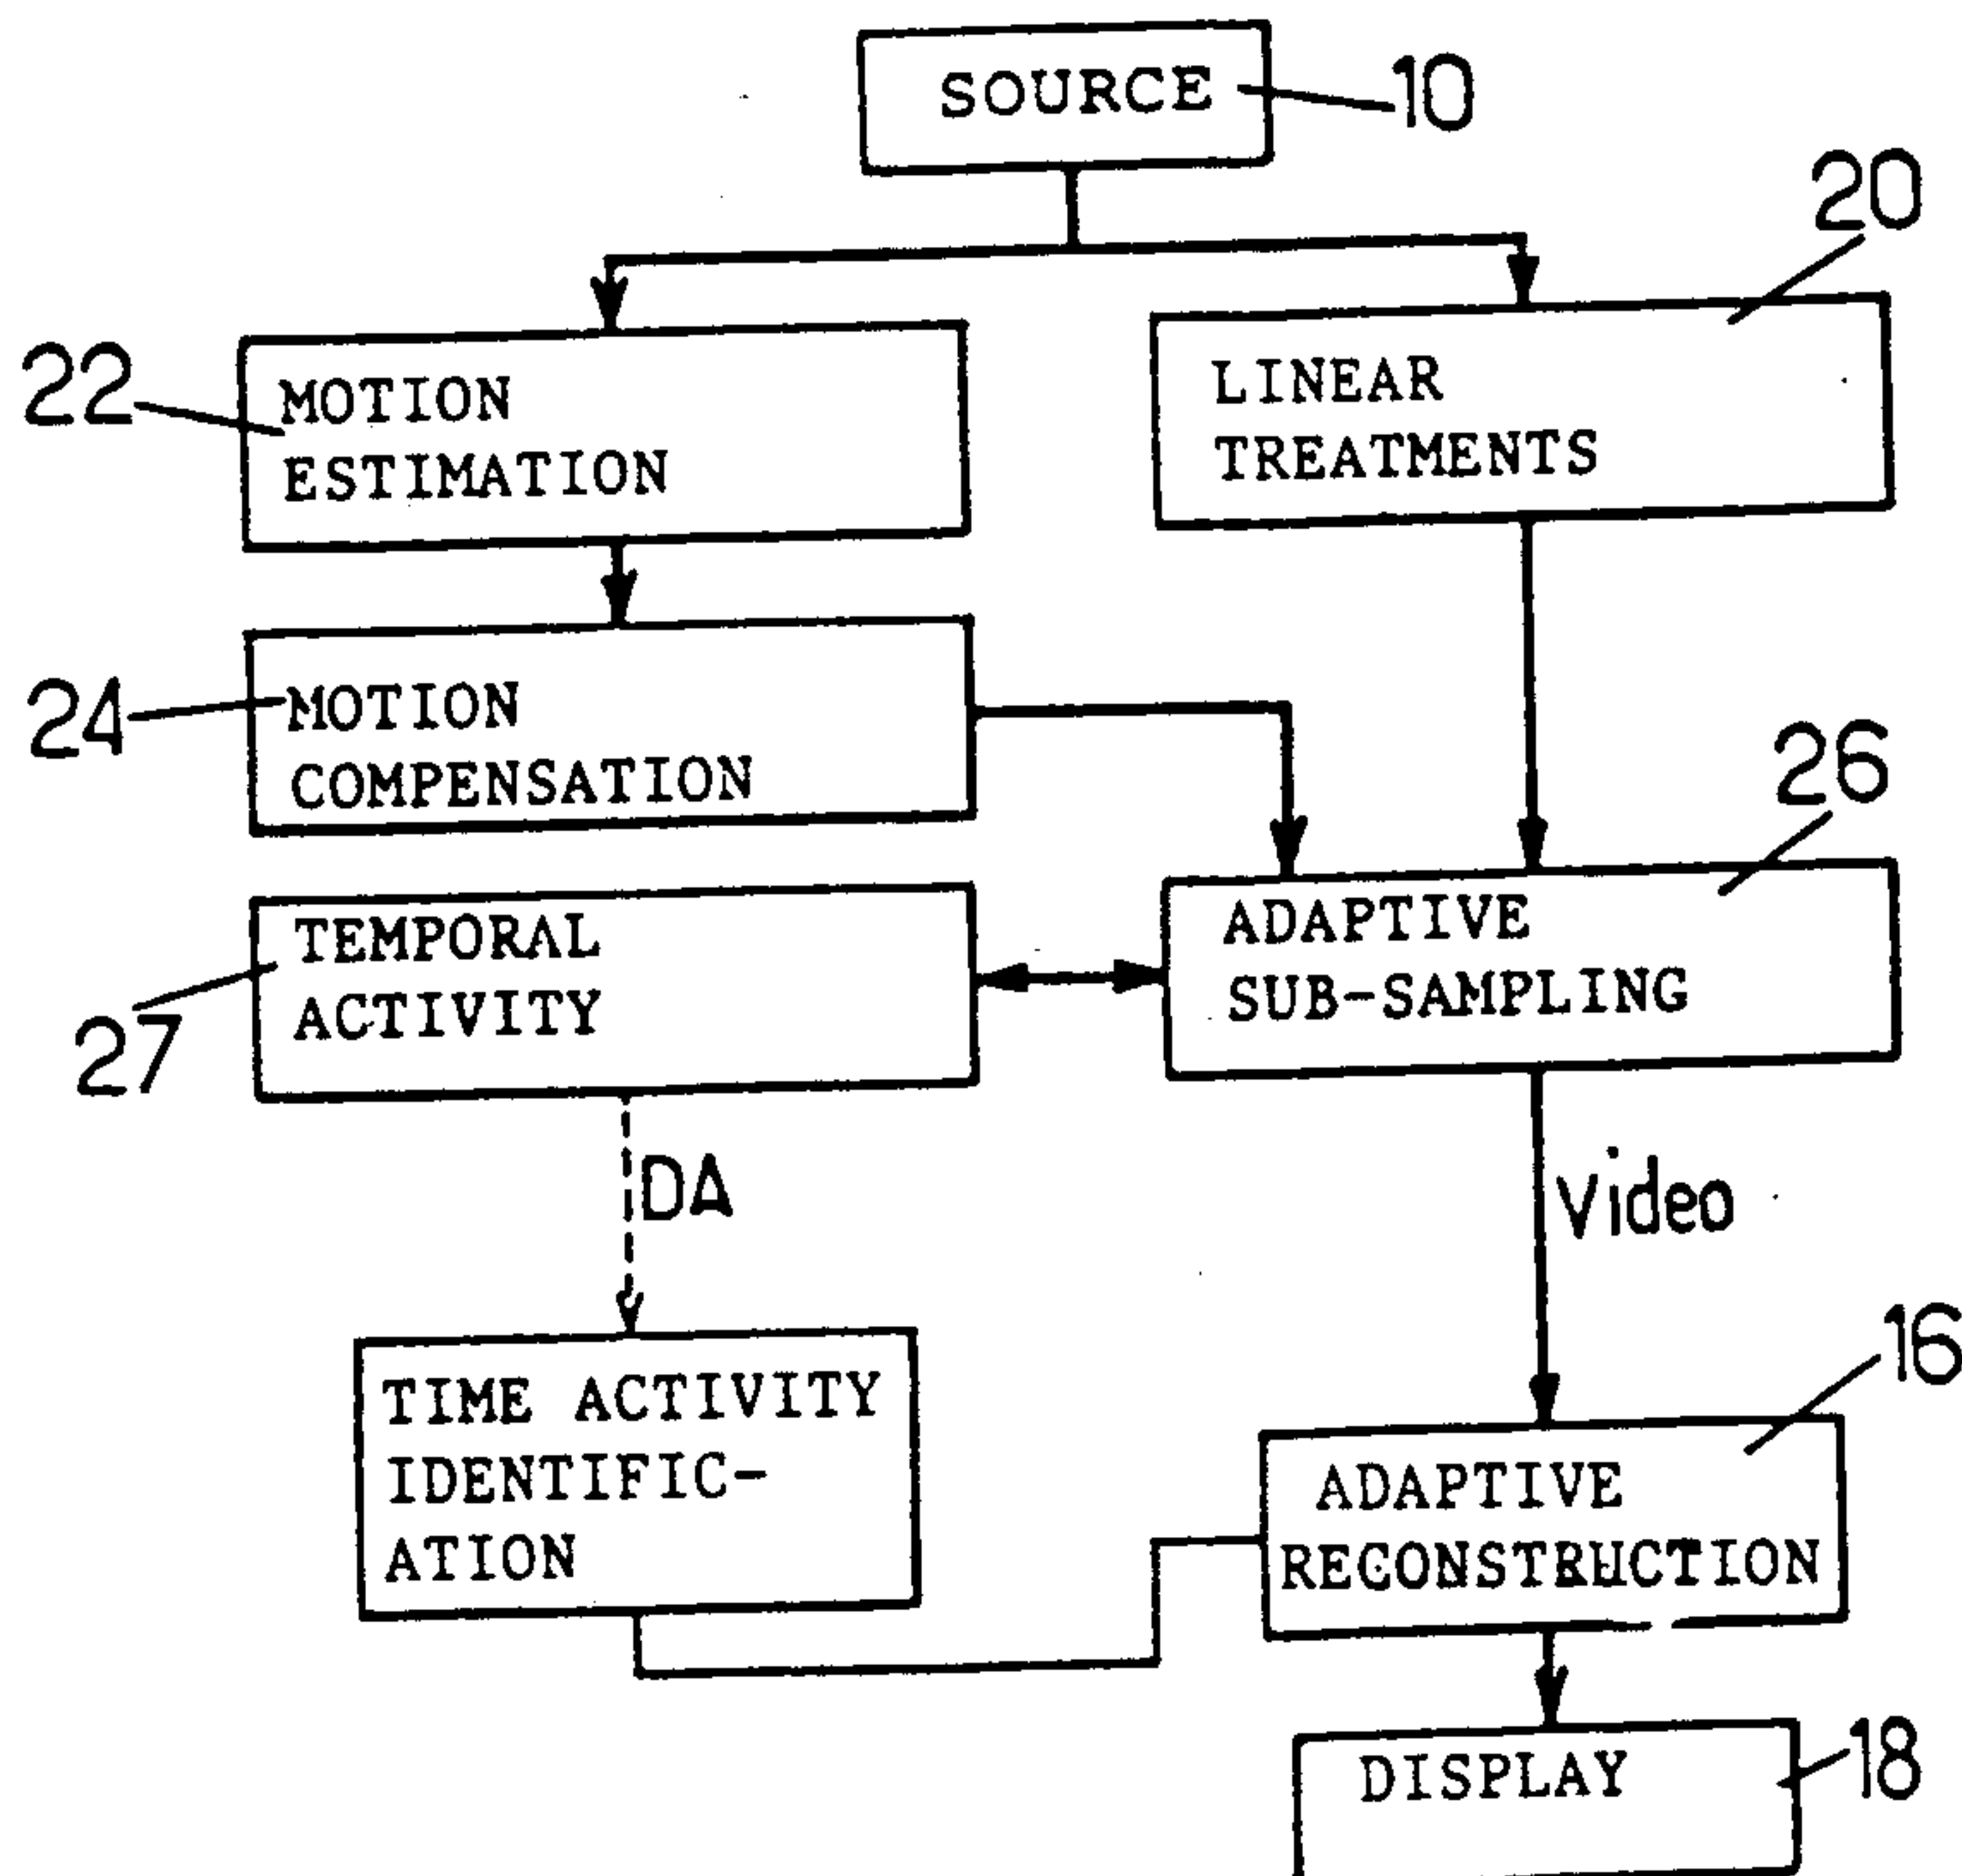 SOURCE
10
20
22
MOTION
ESTIMATION
LINEAR
TREATMENTS
24
MOTION
COMPENSATION
26
TEMPORAL
ACTIVITY
27
ADAPTIVE
SUB-SAMPLING
DA
Video
TIME ACTIVITY
IDENTIFIC-
ATION
16
ADAPTIVE
RECONSTRUCTION
DISPLAY
18